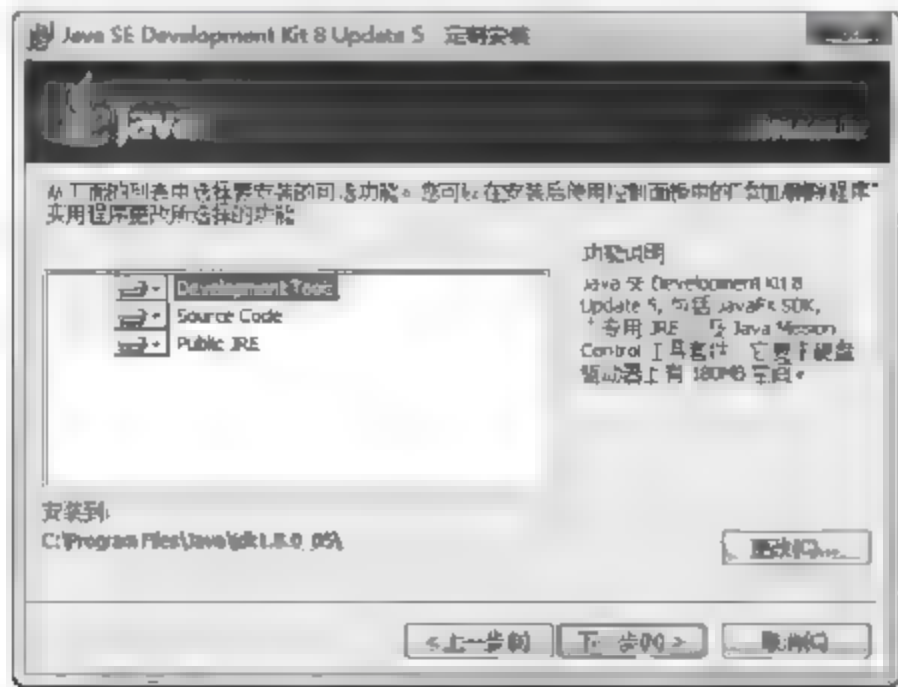 Java SE Development Kit 8 Update 5 定制安装
Java
从下面的列表中选择要安装的可选功能。您可以在安装后使用控制面板中的"添加/删除程序"
实用程序更改所选择的功能
Development Tools
Source Code
Public JRE
功能说明
Java SE Development Kit 8
Update 5, 包括 JavaFX SDK,
专用 JRE Java Mission
Control 工具套件 它要求硬盘
驱动器上有 180MB 空间。
安装到:
C:\Program Files\Java\jdk1.8.0_05\
更改(C)...
<上一步(B)
下一步(N) >
取消(C)